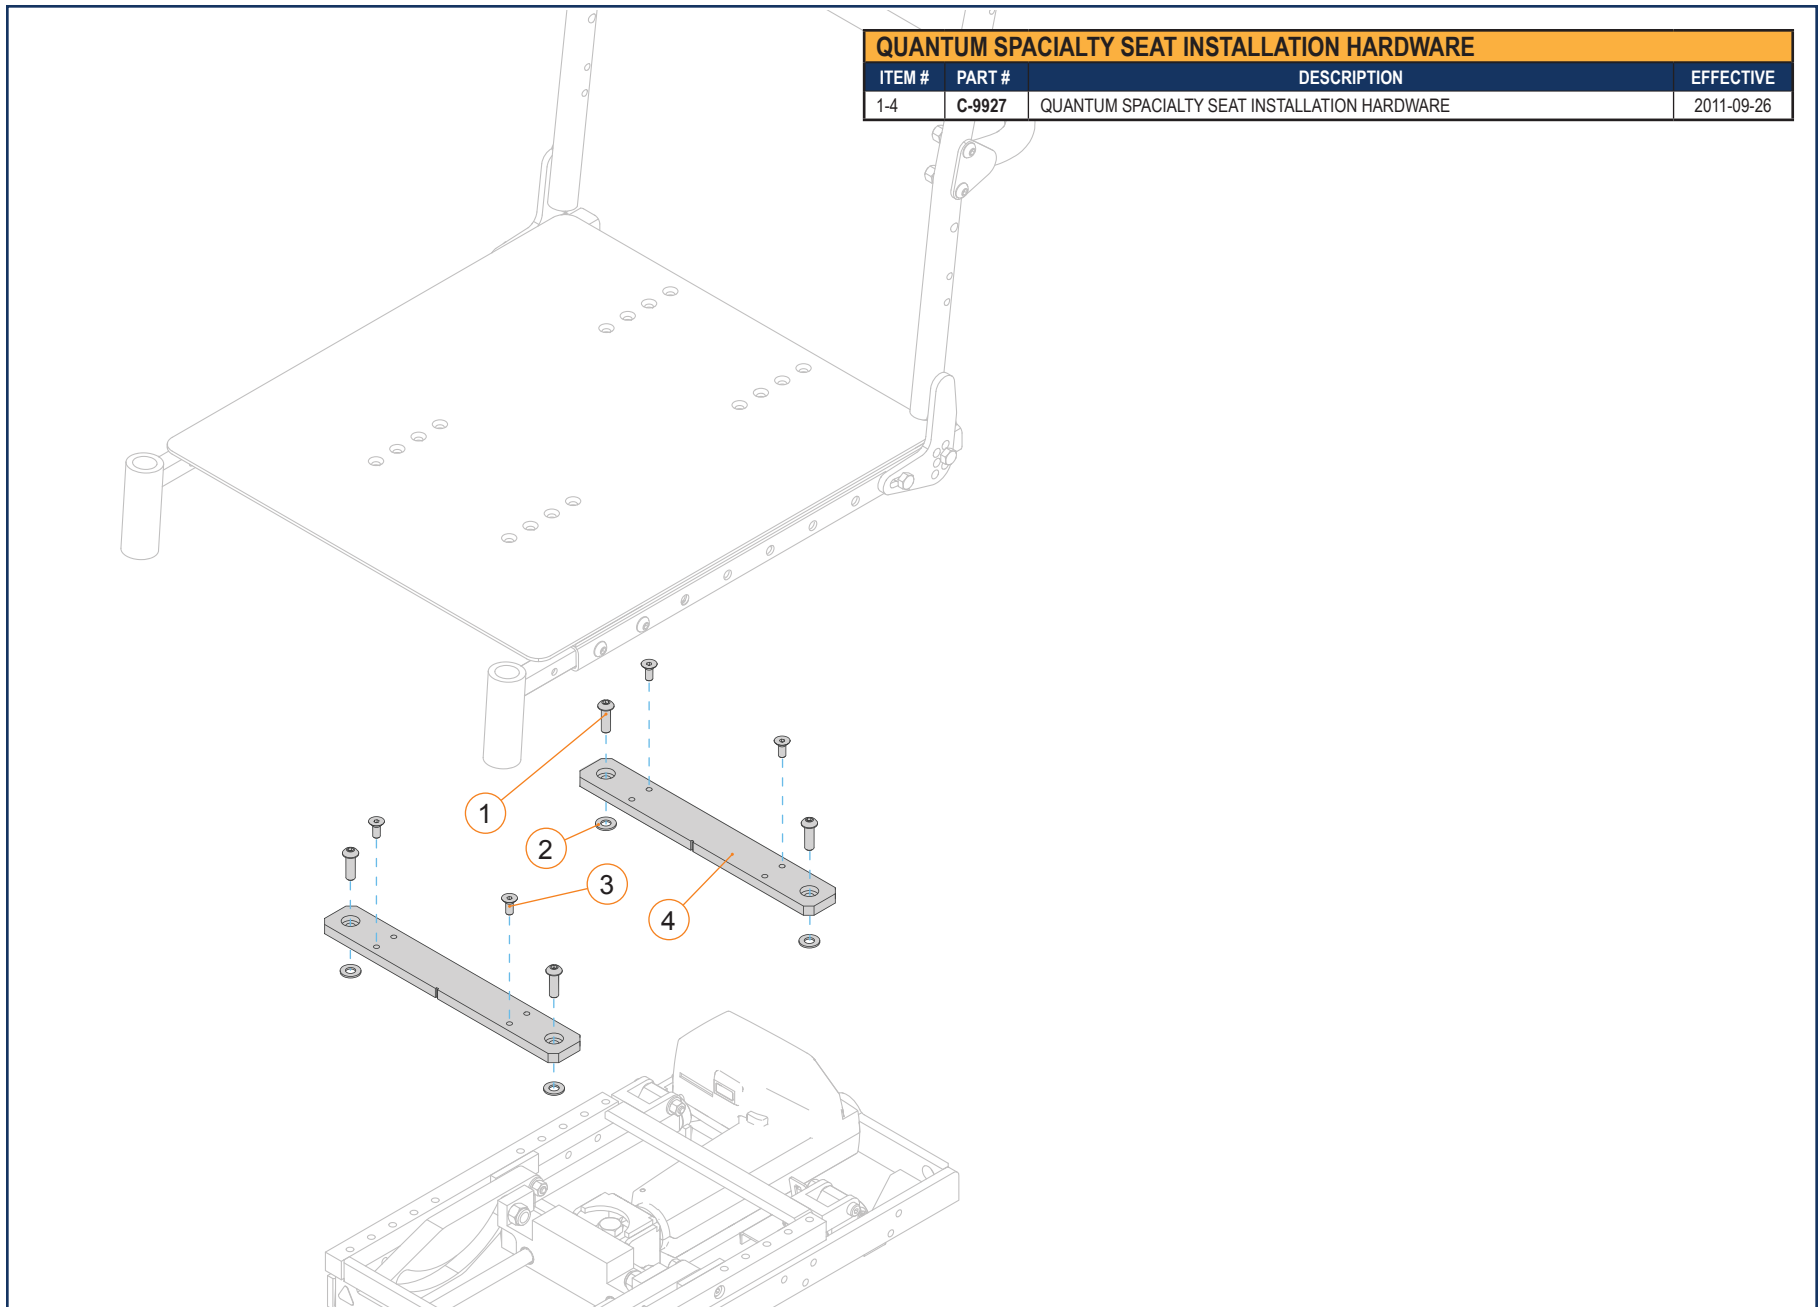 QUANTUM SPACIALTY SEAT INSTALLATION HARDWARE
ITEM # PART # DESCRIPTION EFFECTIVE
1-4 C-9927 QUANTUM SPACIALTY SEAT INSTALLATION HARDWARE 2011-09-26
1
2
3
4